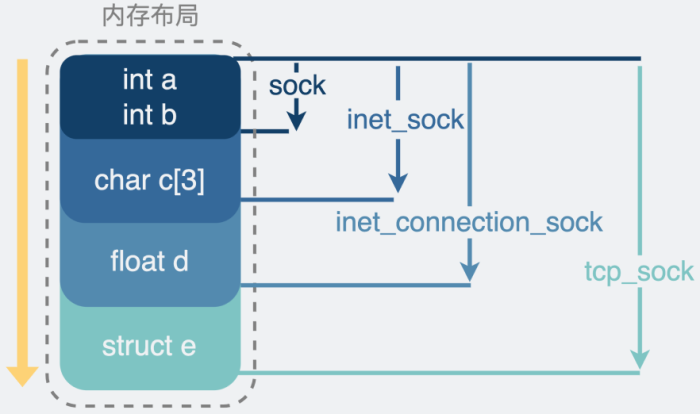 内存布局
int a
int b
char c[3]
float d
struct e
sock
inet_sock
inet_connection_sock
tcp_sock